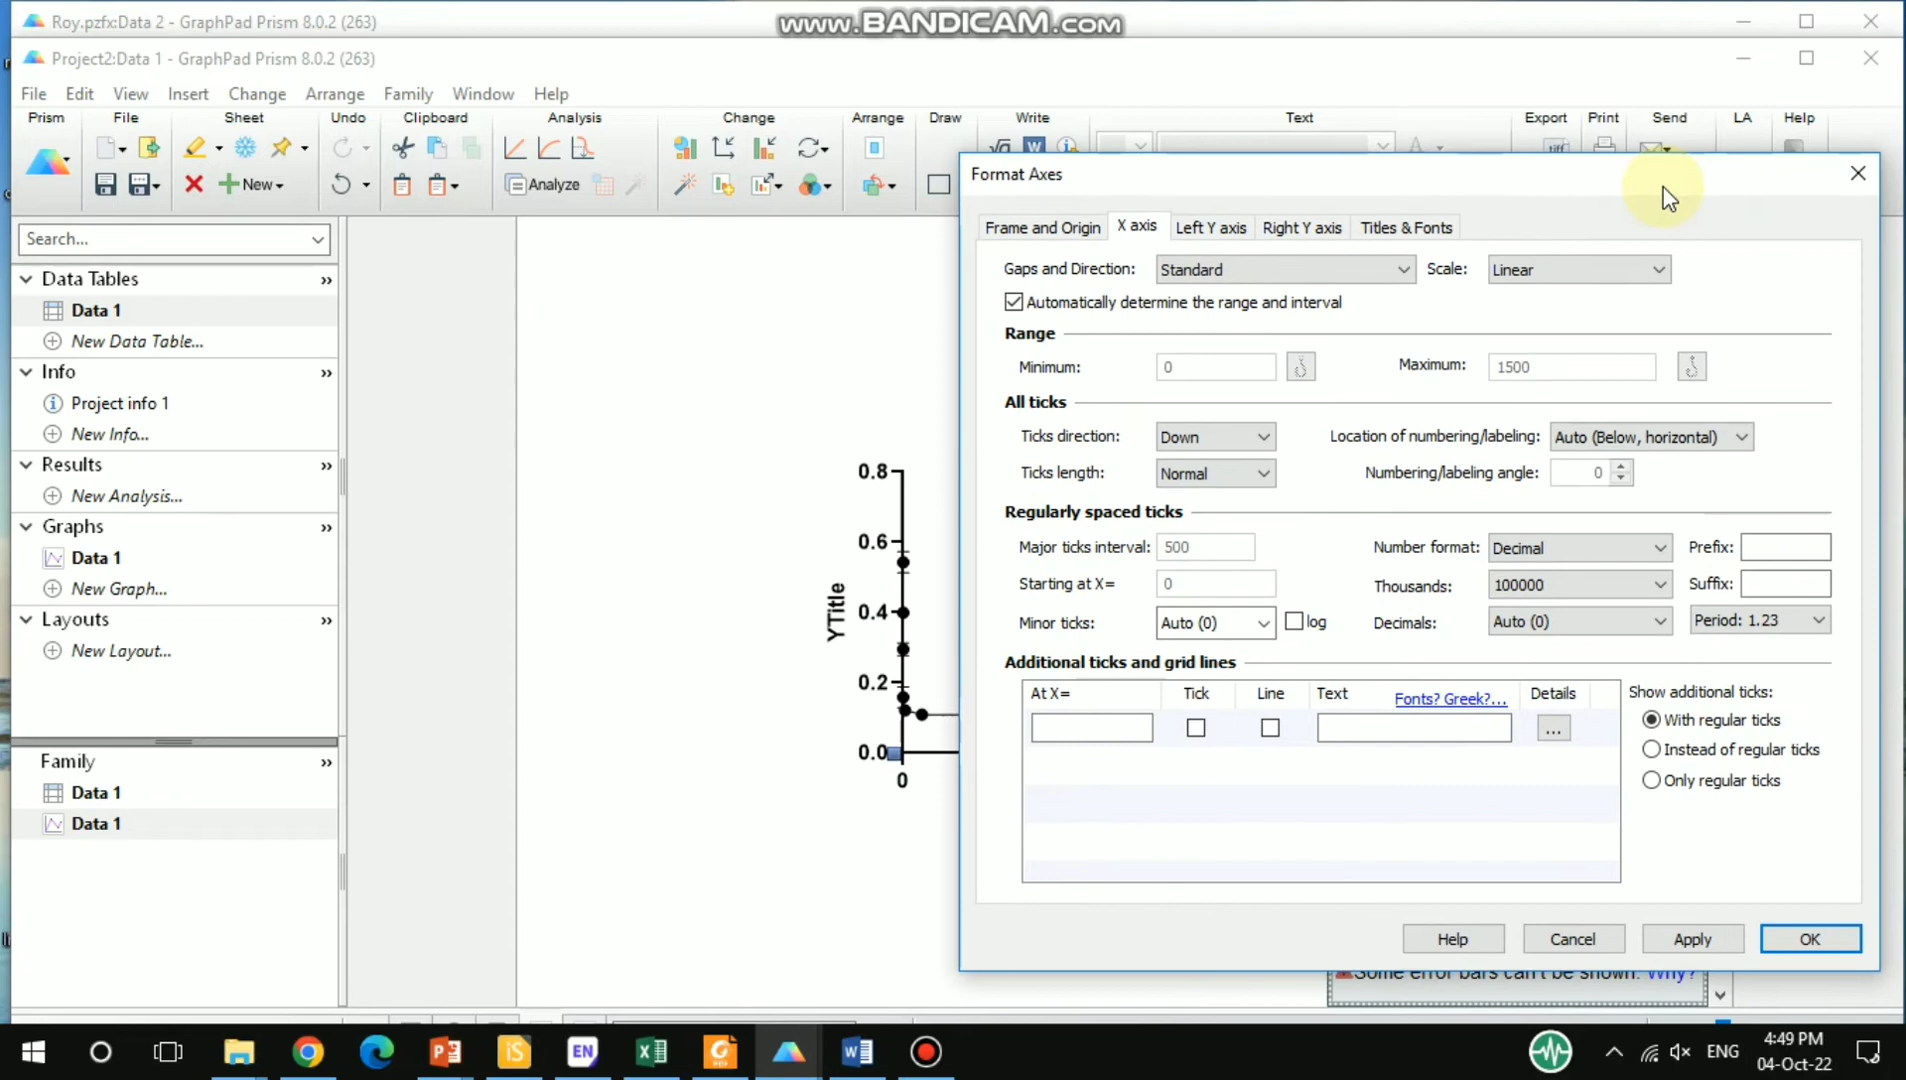 Roy.pzfx:Data 2 - GraphPad Prism 8.0.2 (263)
www.BANDICAM.com
Project2:Data 1 - GraphPad Prism 8.0.2 (263)
File Edit View Insert Change Arrange Family Window Help
Prism File Sheet Undo Clipboard Analysis Change Arrange Draw Write Text Export Print Send LA Help
New
Analyze
Search...
Data Tables
Data 1
New Data Table...
Info
Project info 1
New Info...
Results
New Analysis...
Graphs
Data 1
New Graph...
Layouts
New Layout...
Family
Data 1
Data 1
YTitle
0.8
0.6
0.4
0.2
0.0
0
Format Axes
Frame and Origin X axis Left Y axis Right Y axis Titles & Fonts
Gaps and Direction: Standard Scale: Linear
Automatically determine the range and interval
Range
Minimum: 0 Maximum: 1500
All ticks
Ticks direction: Down Location of numbering/labeling: Auto (Below, horizontal)
Ticks length: Normal Numbering/labeling angle: 0
Regularly spaced ticks
Major ticks interval: 500 Number format: Decimal Prefix:
Starting at X= 0 Thousands: 100000 Suffix:
Minor ticks: Auto (0) log Decimals: Auto (0) Period: 1.23
Additional ticks and grid lines
At X= Tick Line Text Fonts? Greek?... Details
...
Show additional ticks:
With regular ticks
Instead of regular ticks
Only regular ticks
Help Cancel Apply OK
Some error bars can't be shown. Why?
EN
ENG
4:49 PM
04-Oct-22